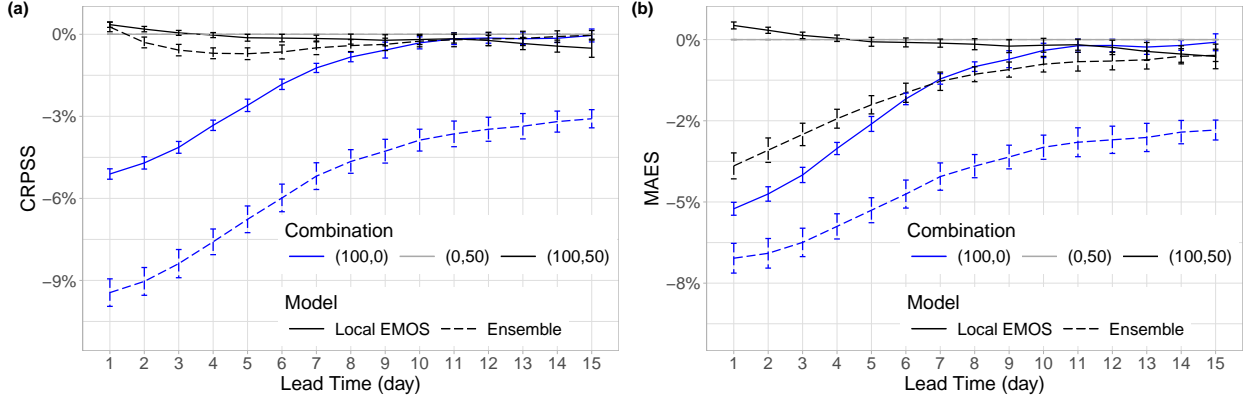 (a)
CRPSS
0%
−3%
−6%
−9%
Combination
(100,0) (0,50) (100,50)
Model
Local EMOS Ensemble
1 2 3 4 5 6 7 8 9 10 11 12 13 14 15
Lead Time (day)
(b)
MAES
0%
−2%
−5%
−8%
Combination
(100,0) (0,50) (100,50)
Model
Local EMOS Ensemble
1 2 3 4 5 6 7 8 9 10 11 12 13 14 15
Lead Time (day)